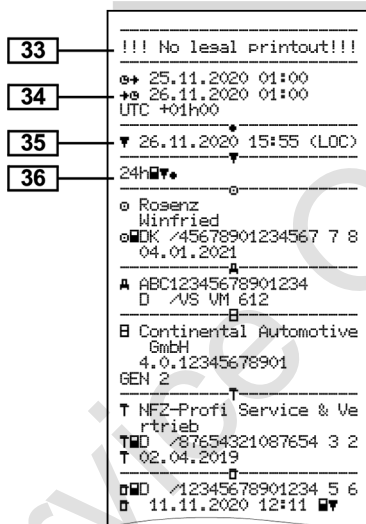 33
!!! No legal printout!!!
34
25.11.2020 01:00
26.11.2020 01:00
UTC +01h00
35
▼ 26.11.2020 15:55 (LOC)
36
24h▼
Rogenz
Winfried
DK /45678901234567 7 8
04.01.2021
A ABC12345678901234
D /VS VM 612
Continental Automotive
GmbH
4.0.12345678901
GEN 2
T NFZ-Profi Service & Ve
rtrieb
T D /87654321087654 3 2
T 02.04.2019
D /12345678901234 5 6
11.11.2020 12:11 ▼